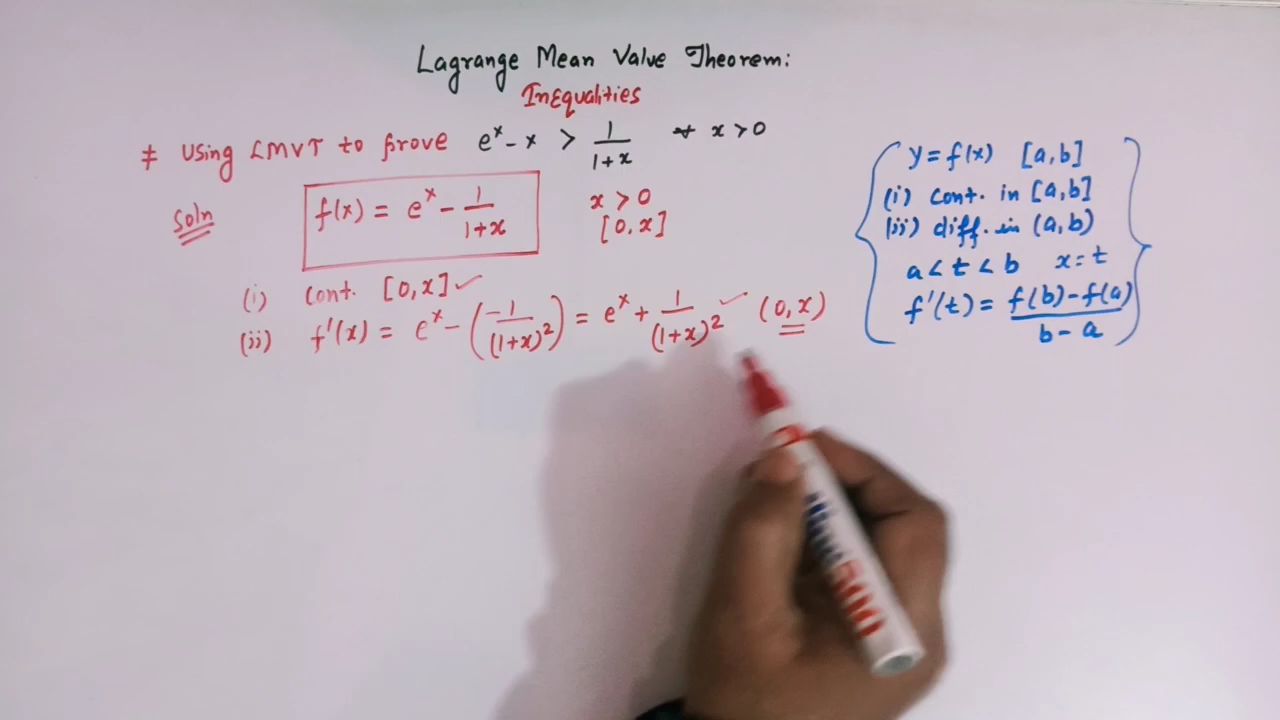 Lagrange Mean Value Theorem:
Inequalities
# Using LMVT to prove e^x - x > 1/(1+x) ∀ x > 0
Soln
f(x) = e^x - 1/(1+x)
x > 0
[0, x]
(i) Cont. [0, x] ✓
(ii) f'(x) = e^x - (-1/(1+x)^2) = e^x + 1/(1+x)^2 ✓ (0, x)
y = f(x) [a, b]
(i) Cont. in [a, b]
(ii) diff. in (a, b)
a < t < b x = t
f'(t) = f(b) - f(a)/b - a